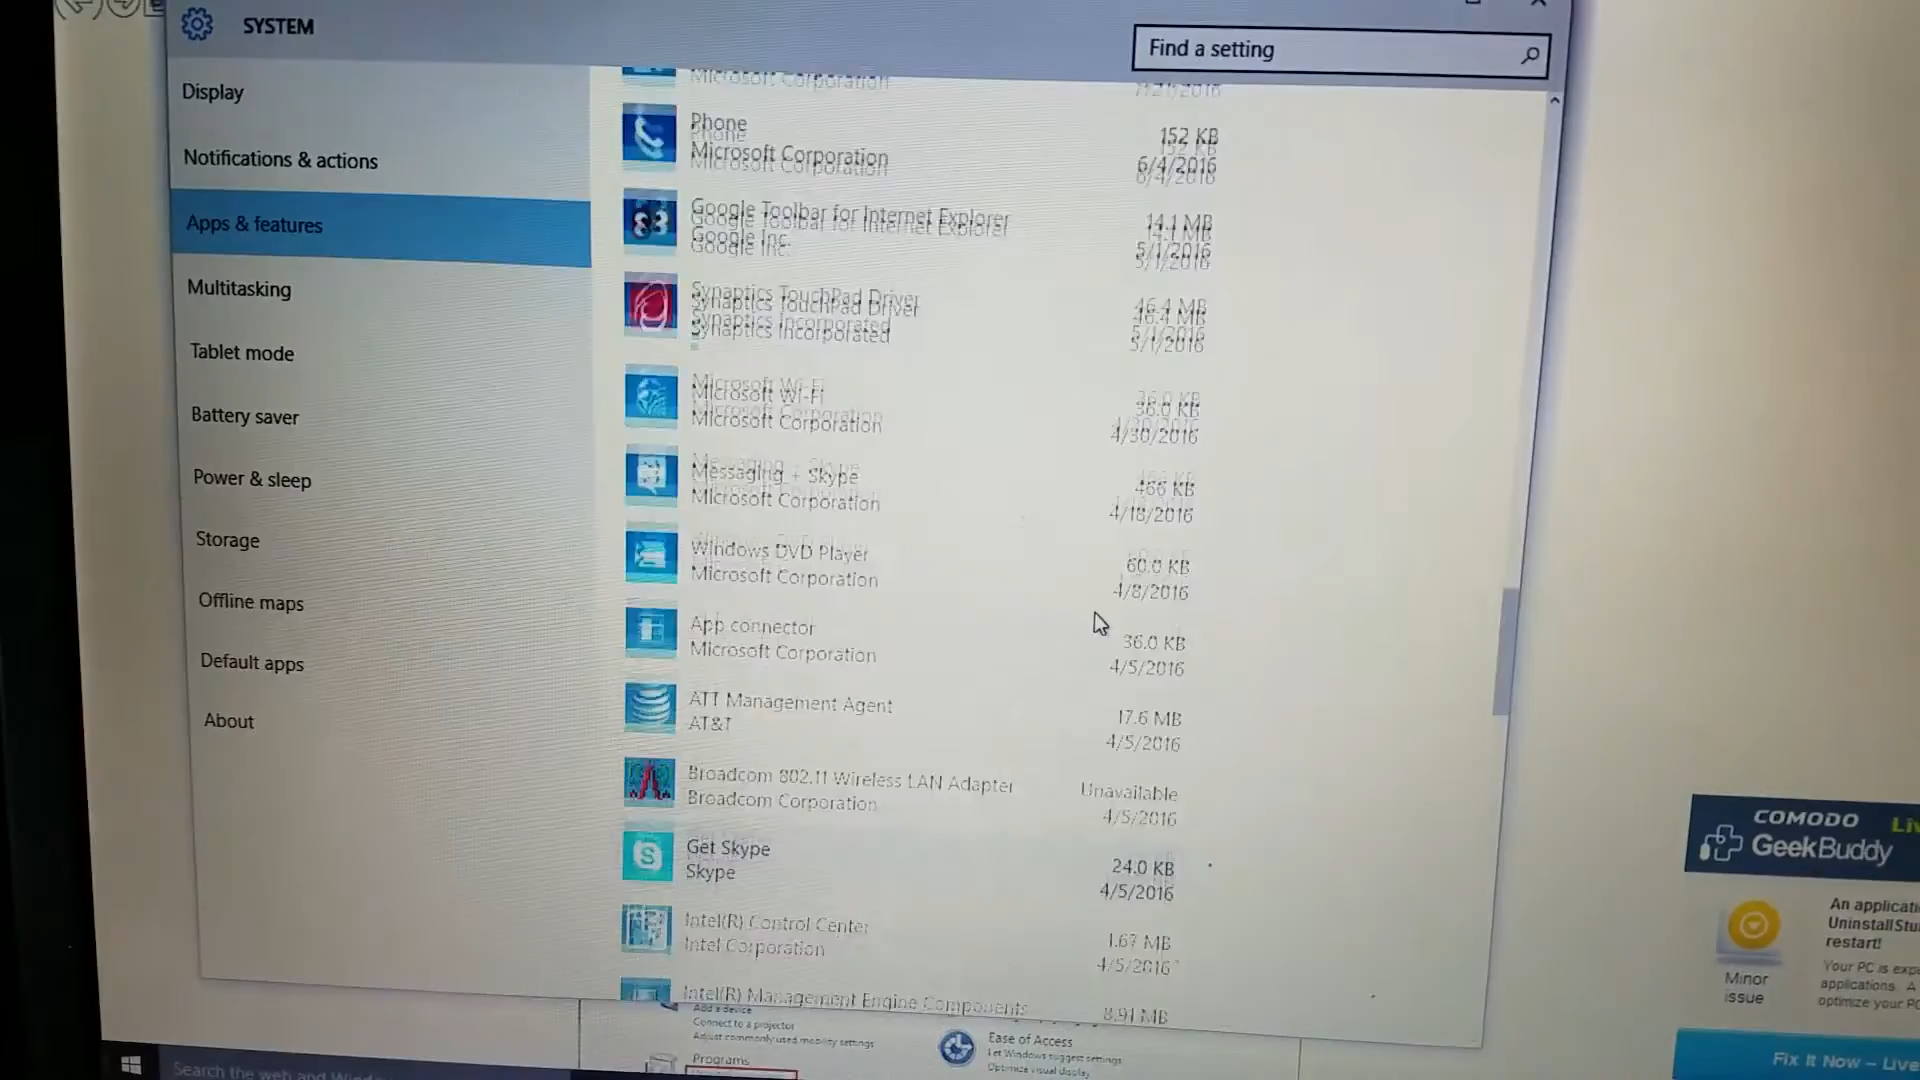 SYSTEM
Find a setting
Display
Notifications & actions
Apps & features
Multitasking
Tablet mode
Battery saver
Power & sleep
Storage
Offline maps
Default apps
About
Microsoft Corporation
Phone
152 KB
Microsoft Corporation
6/4/2016
Google Toolbar for Internet Explorer
14.1 MB
Google Inc.
5/1/2016
Synaptics TouchPad Driver
46.4 MB
Synaptics Incorporated
5/1/2016
Microsoft Wi-Fi
36.0 KB
Microsoft Corporation
4/30/2016
Messaging + Skype
466 KB
Microsoft Corporation
4/18/2016
Windows DVD Player
60.0 KB
Microsoft Corporation
4/8/2016
App connector
36.0 KB
Microsoft Corporation
4/5/2016
ATT Management Agent
17.6 MB
AT&T
4/5/2016
Broadcom 802.11 Wireless LAN Adapter
Unavailable
Broadcom Corporation
4/5/2016
Get Skype
24.0 KB
Skype
4/5/2016
Intel(R) Control Center
1.67 MB
Intel Corporation
4/5/2016
Intel(R) Management Engine Components
8.91 MB
Add a device
Connect to a projector
Adjust commonly used mobility settings
Programs
Ease of Access
Let Windows suggest settings
Optimize visual display
Search the web and
COMODO
GeekBuddy
An
restart!
Your PC is
applications. A
optimize your
Minor
issue
Fix It Now – Live